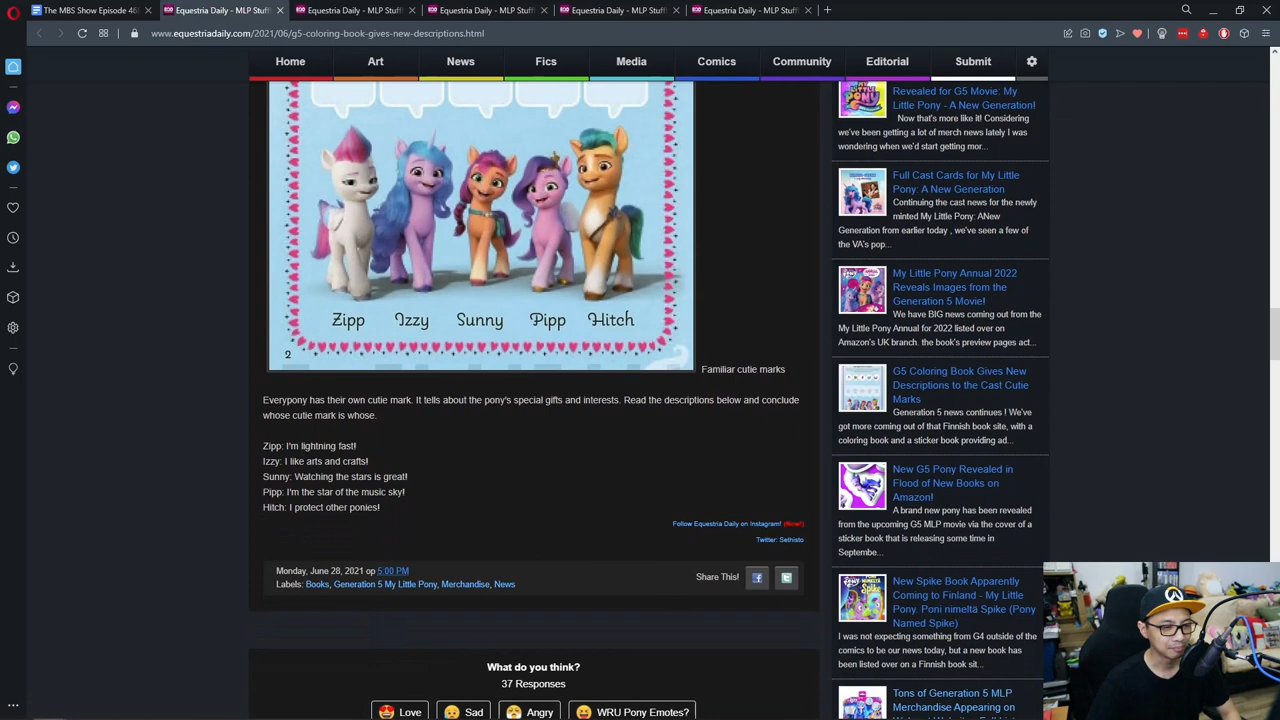 The MBS Show Episode 46
Equestria Daily - MLP Stuff
Equestria Daily - MLP Stuff
Equestria Daily - MLP Stuff
Equestria Daily - MLP Stuff
Equestria Daily - MLP Stuff
www.equestriadaily.com/2021/06/g5-coloring-book-gives-new-descriptions.html
Home
Art
News
Fics
Media
Comics
Community
Editorial
Submit
Zipp
Izzy
Sunny
Pipp
Hitch
2
Familiar cutie marks
Everypony has their own cutie mark. It tells about the pony's special gifts and interests. Read the descriptions below and conclude
whose cutie mark is whose.
Zipp: I'm lightning fast!
Izzy: I like arts and crafts!
Sunny: Watching the stars is great!
Pipp: I'm the star of the music sky!
Hitch: I protect other ponies!
Follow Equestria Daily on Instagram! (New!)
Twitter: Sethisto
Monday, June 28, 2021 op 5:00 PM
Labels: Books, Generation 5 My Little Pony, Merchandise, News
Share This!
What do you think?
37 Responses
Love
Sad
Angry
WRU Pony Emotes?
Revealed for G5 Movie: My
Little Pony - A New Generation!
Now that's more like it! Considering
we've been getting a lot of merch news lately I was
wondering when we'd start getting mor...
Full Cast Cards for My Little
Pony: A New Generation
Continuing the cast news for the newly
minted My Little Pony: ANew
Generation from earlier today , we've seen a few of
the VA's pop...
My Little Pony Annual 2022
Reveals Images from the
Generation 5 Movie!
We have BIG news coming out from the
My Little Pony Annual for 2022 listed over on
Amazon's UK branch. the book's preview pages act...
G5 Coloring Book Gives New
Descriptions to the Cast Cutie
Marks
Generation 5 news continues ! We've
got more coming out of that Finnish book site, with a
coloring book and a sticker book providing ad...
New G5 Pony Revealed in
Flood of New Books on
Amazon!
A brand new pony has been revealed
from the upcoming G5 MLP movie via the cover of a
sticker book that is releasing some time in
Septembe...
New Spike Book Apparently
Coming to Finland - My Little
Pony. Poni nimeltä Spike (Pony
Named Spike)
I was not expecting something from G4 outside of the
comics to be our news today, but a new book has
been listed over on a Finnish book sit...
Tons of Generation 5 MLP
Merchandise Appearing on